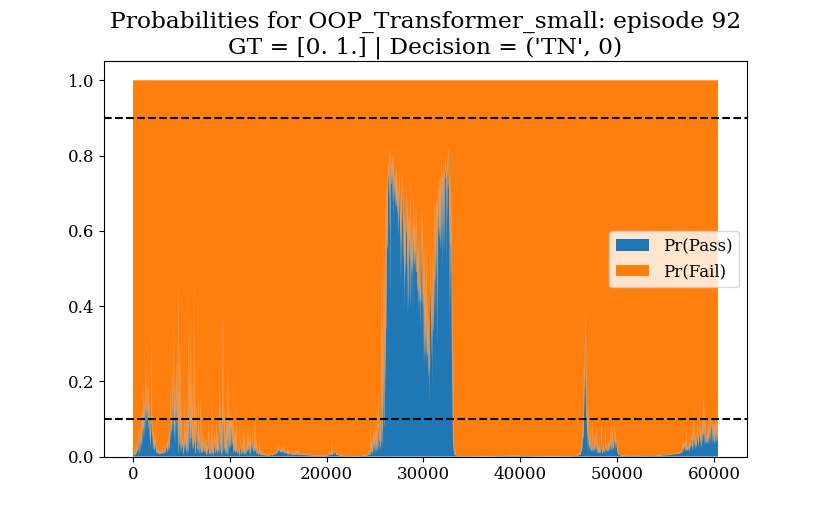 Probabilities for OOP_Transformer_small: episode 92
GT = [0. 1.] | Decision = ('TN', 0)
1.0
0.8
0.6
0.4
0.2
0.0
Pr(Pass)
Pr(Fail)
0 10000 20000 30000 40000 50000 60000